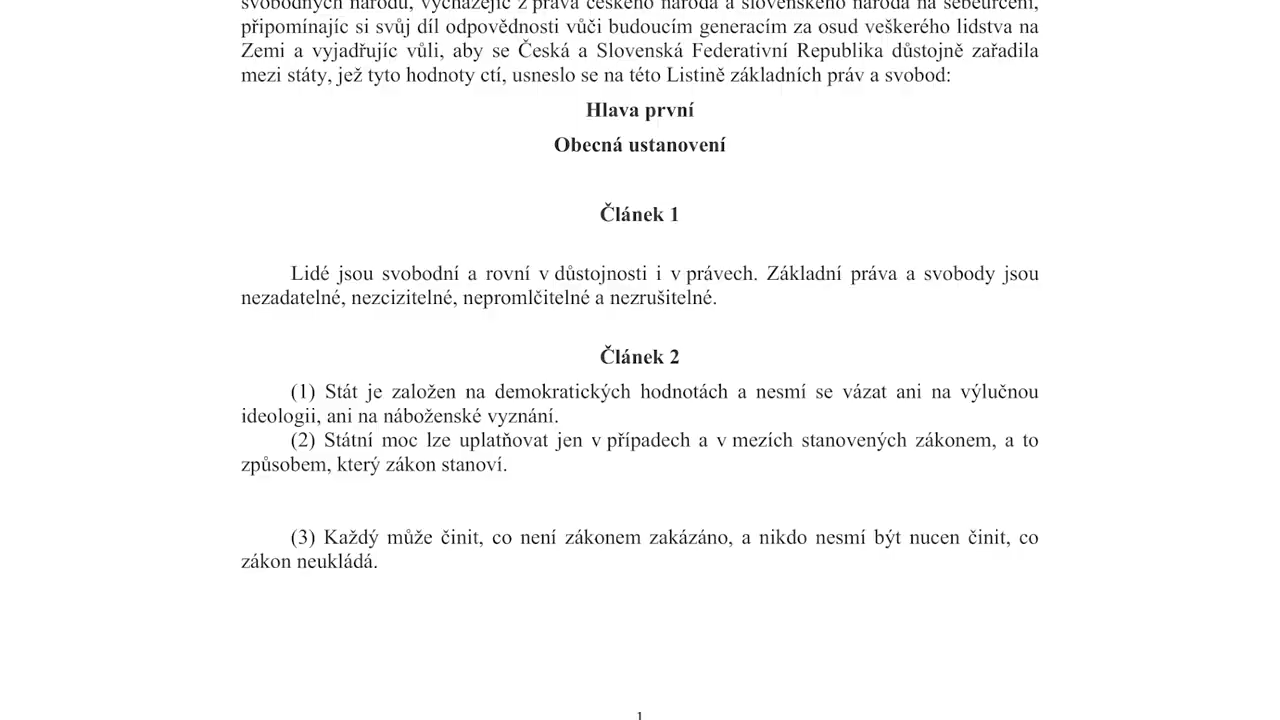 svobodných národů, vycházejíc z práva českého národa a slovenského národa na sebeurčení,
připomínajíc si svůj díl odpovědnosti vůči budoucím generacím za osud veškerého lidstva na
Zemi a vyjadřujíc vůli, aby se Česká a Slovenská Federativní Republika důstojně zařadila
mezi státy, jež tyto hodnoty ctí, usneslo se na této Listině základních práv a svobod:
Hlava první
Obecná ustanovení
Článek 1
Lidé jsou svobodní a rovní v důstojnosti i v právech. Základní práva a svobody jsou
nezadatelné, nezcizitelné, nepromlčitelné a nezrušitelné.
Článek 2
(1) Stát je založen na demokratických hodnotách a nesmí se vázat ani na výlučnou
ideologii, ani na náboženské vyznání.
(2) Státní moc lze uplatňovat jen v případech a v mezích stanovených zákonem, a to
způsobem, který zákon stanoví.
(3) Každý může činit, co není zákonem zakázáno, a nikdo nesmí být nucen činit, co
zákon neukládá.
1